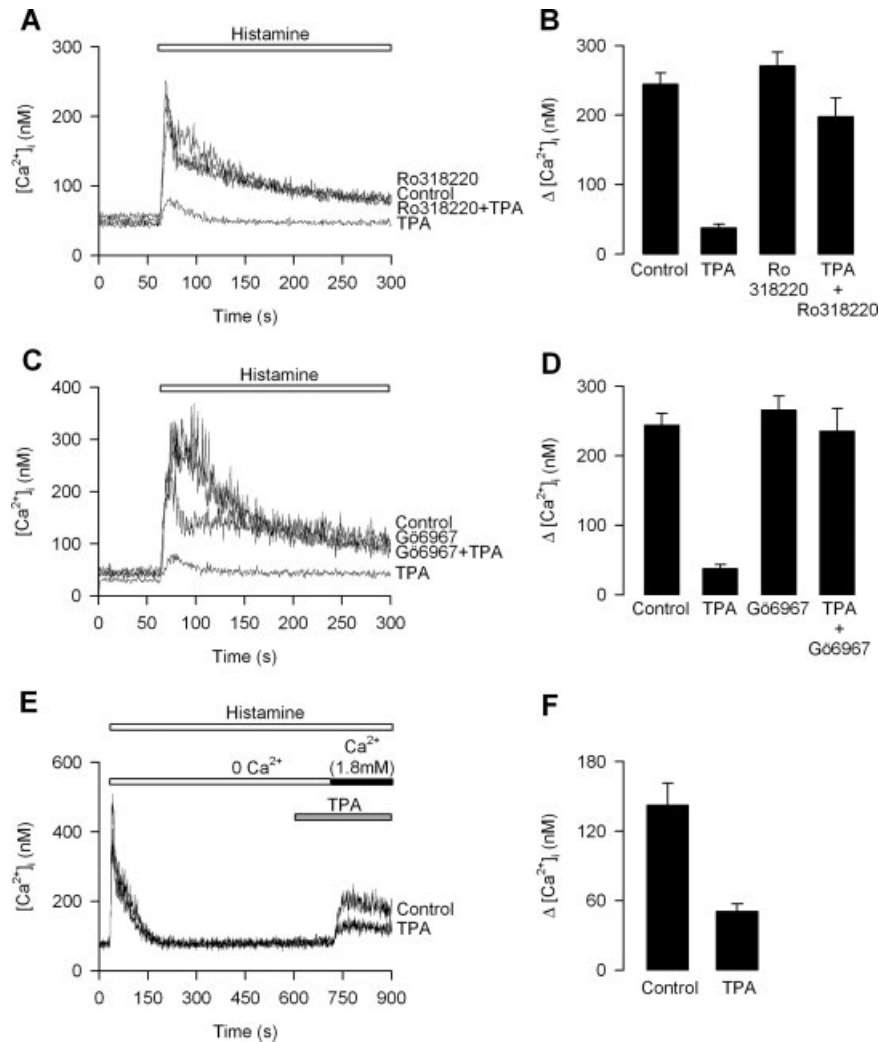 A
Histamine
[Ca²⁺]ᵢ (nM)
300
200
100
0
Ro318220
Control
Ro318220+TPA
TPA
0 50 100 150 200 250 300
Time (s)
B
Δ [Ca²⁺]ᵢ (nM)
300
200
100
0
Control TPA Ro 318220 TPA + Ro318220
C
Histamine
[Ca²⁺]ᵢ (nM)
400
300
200
100
0
Control
Gö6967
Gö6967+TPA
TPA
0 50 100 150 200 250 300
Time (s)
D
Δ [Ca²⁺]ᵢ (nM)
300
200
100
0
Control TPA Gö6967 TPA + Gö6967
E
Histamine
0 Ca²⁺
Ca²⁺ (1.8mM)
TPA
[Ca²⁺]ᵢ (nM)
600
400
200
0
Control
TPA
0 150 300 450 600 750 900
Time (s)
F
Δ [Ca²⁺]ᵢ (nM)
180
120
60
0
Control TPA